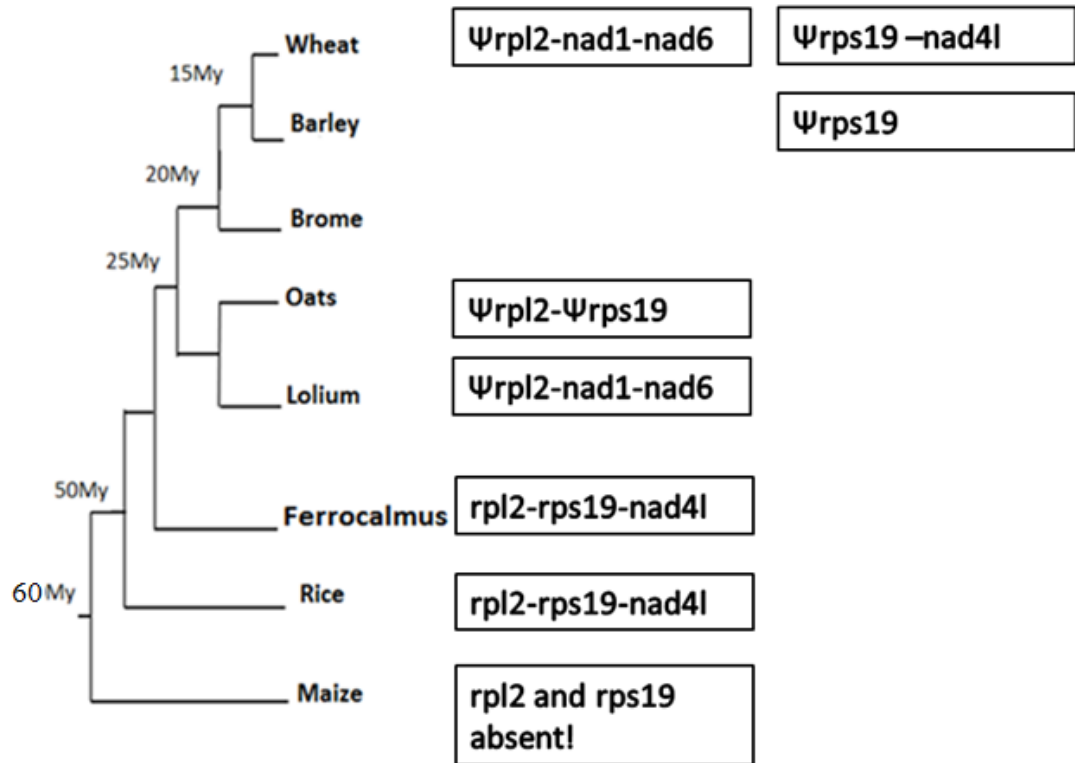 Wheat
Ψrpl2-nad1-nad6
Ψrps19 –nad4l
15My
Barley
Ψrps19
20My
Brome
25My
Oats
Ψrpl2-Ψrps19
Lolium
Ψrpl2-nad1-nad6
50My
Ferrocalmus
rpl2-rps19-nad4l
60My
Rice
rpl2-rps19-nad4l
Maize
rpl2 and rps19
absent!